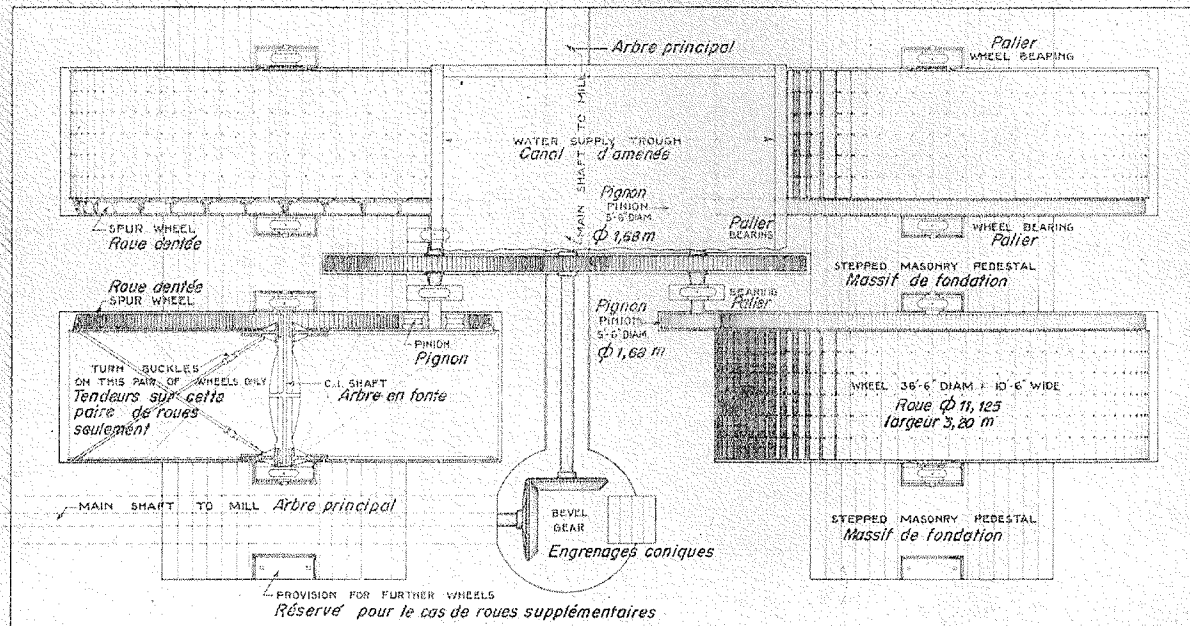 Arbre principal
Palier
WHEEL BEARING
MAIN SHAFT TO MILL
WATER SUPPLY TROUGH
Canal d'amenée
Pignon
PINION
5'-6" DIAM.
ϕ 1,68 m
Palier
BEARING
SPUR WHEEL
Roue dentée
WHEEL BEARING
Palier
STEPPED MASONRY PEDESTAL
Massif de fondation
Roue dentée
SPUR WHEEL
BEARING
Palier
Pignon
PINION
5'-6" DIAM.
ϕ 1,68 m
PINION
Pignon
TURN BUCKLES
ON THIS PAIR OF WHEELS ONLY
Tendeurs sur cette
paire de roues
seulement
C.I. SHAFT
Arbre en fonte
WHEEL 36'-6" DIAM. × 10'-6" WIDE
Roue ϕ 11,125
largeur 3,20 m
MAIN SHAFT TO MILL Arbre principal
BEVEL
GEAR
Engrenages coniques
STEPPED MASONRY PEDESTAL
Massif de fondation
PROVISION FOR FURTHER WHEELS
Réservé pour le cas de roues supplémentaires